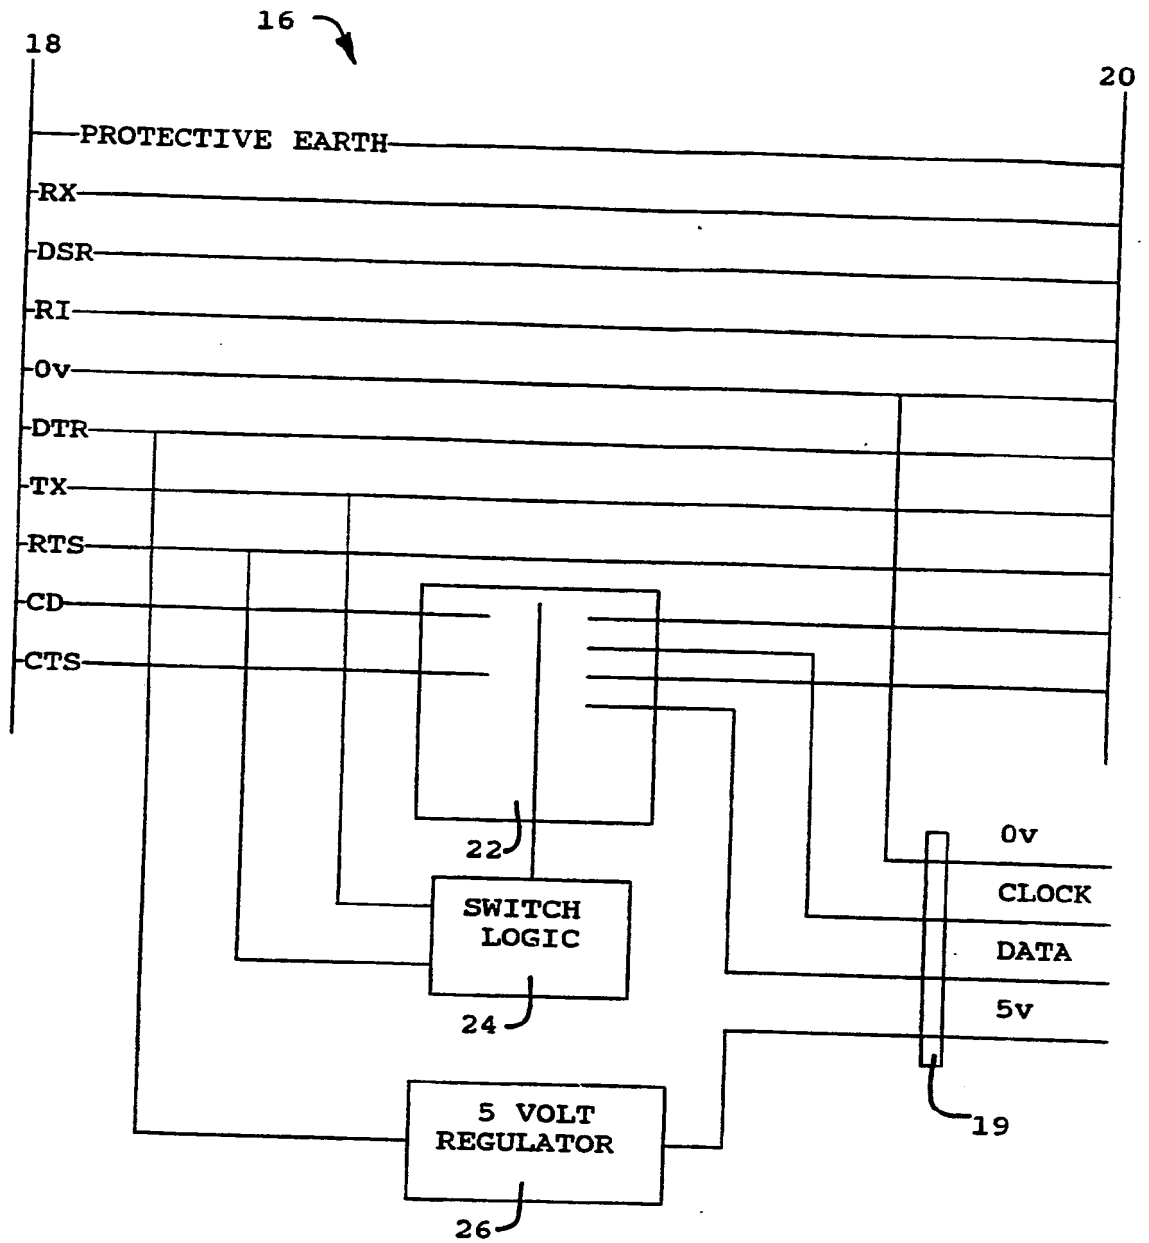 16
18
20
PROTECTIVE EARTH
RX
DSR
RI
0v
DTR
TX
RTS
CD
CTS
22
0v
SWITCH
LOGIC
CLOCK
DATA
24
5v
5 VOLT
REGULATOR
19
26